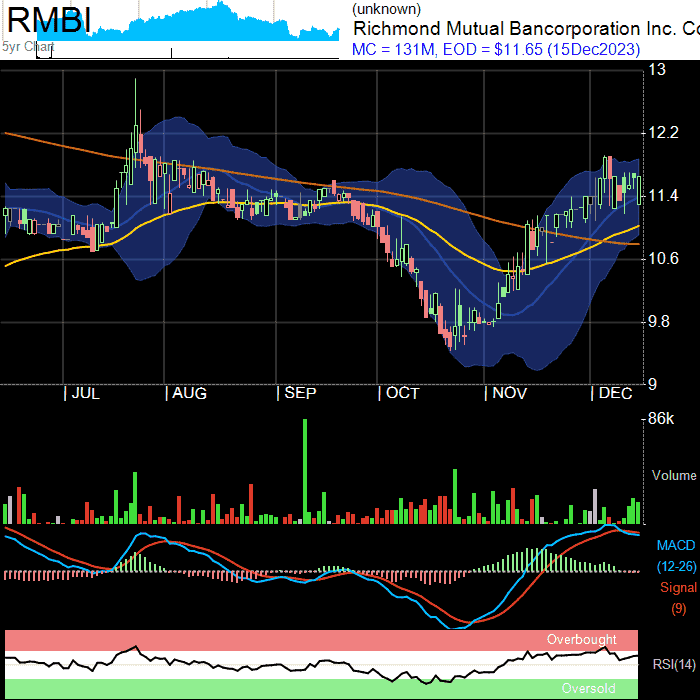 RMBI
5yr Chart
(unknown)
Richmond Mutual Bancorporation Inc. Co
MC = 131M, EOD = $11.65 (15Dec2023)
13
12.2
11.4
10.6
9.8
9
JUL AUG SEP OCT NOV DEC
86k
Volume
MACD
(12-26)
Signal
(9)
Overbought
RSI(14)
Oversold